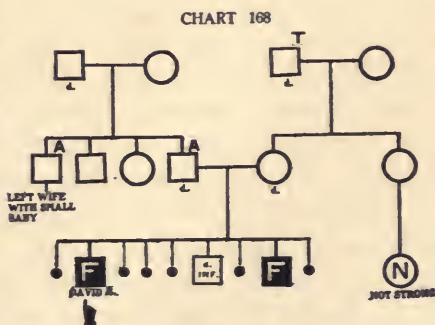 CHART 168
T
d. d.
A A
LEFT WIFE
WITH SMALL
BABY
d. d.
F d.
INF. F N
DAVID S. NOT STRONG